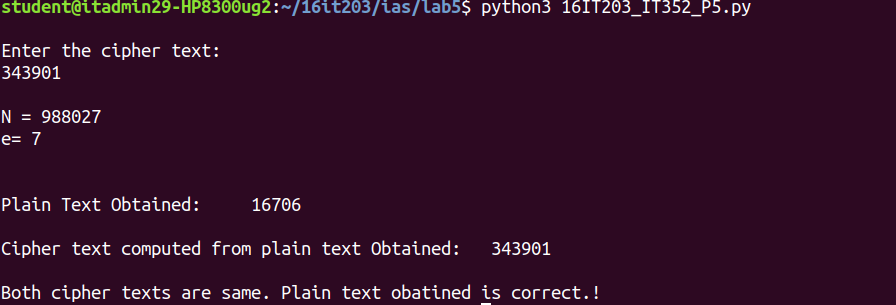 student@itadmin29-HP8300ug2:~/16it203/ias/lab5$ python3 16IT203_IT352_P5.py
Enter the cipher text:
343901
N = 988027
e= 7
Plain Text Obtained: 16706
Cipher text computed from plain text Obtained: 343901
Both cipher texts are same. Plain text obatined is correct.!